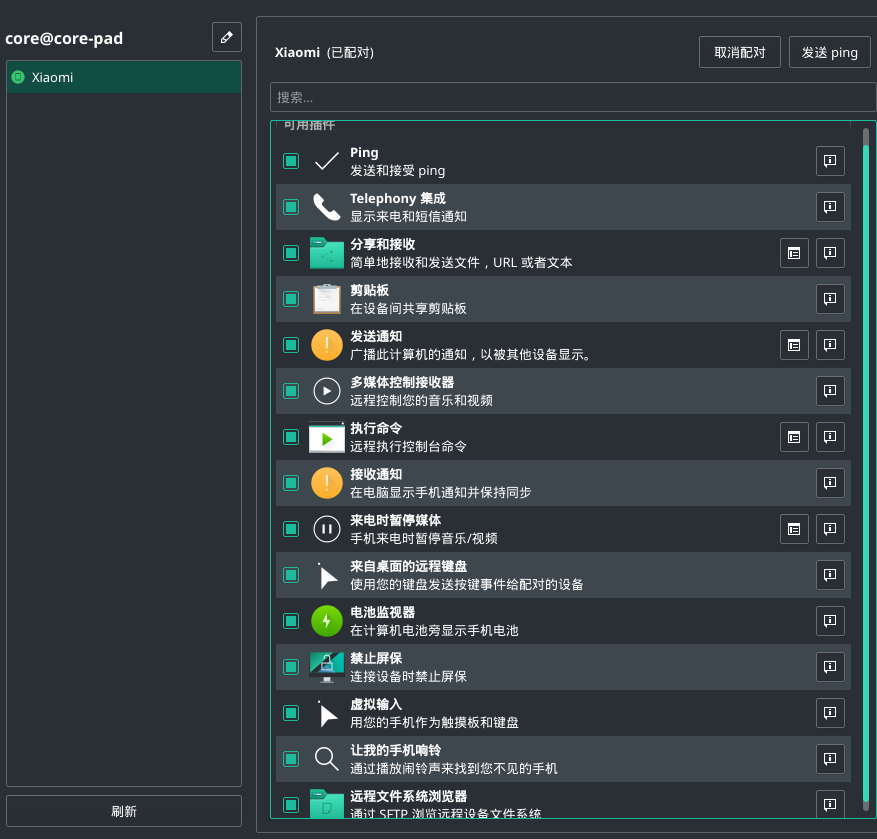 core@core-pad
Xiaomi
刷新
Xiaomi (已配对)
取消配对
发送 ping
搜索...
可用插件
Ping
发送和接受 ping
Telephony 集成
显示来电和短信通知
分享和接收
简单地接收和发送文件，URL 或者文本
剪贴板
在设备间共享剪贴板
发送通知
广播此计算机的通知，以被其他设备显示。
多媒体控制接收器
远程控制您的音乐和视频
执行命令
远程执行控制台命令
接收通知
在电脑显示手机通知并保持同步
来电时暂停媒体
手机来电时暂停音乐/视频
来自桌面的远程键盘
使用您的键盘发送按键事件给配对的设备
电池监视器
在计算机电池旁显示手机电池
禁止屏保
连接设备时禁止屏保
虚拟输入
用您的手机作为触摸板和键盘
让我的手机响铃
通过播放闹铃声来找到您不见的手机
远程文件系统浏览器
通过 SFTP 浏览远程设备文件系统